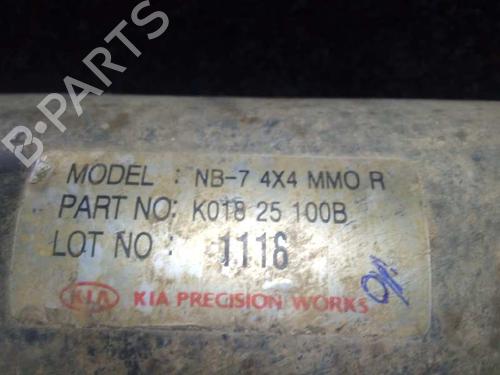 B-PARTS
MODEL : NB-7 4X4 MMO R
PART NO: K018 25 100B
LOT NO : 1116
KIA KIA PRECISION WORKS